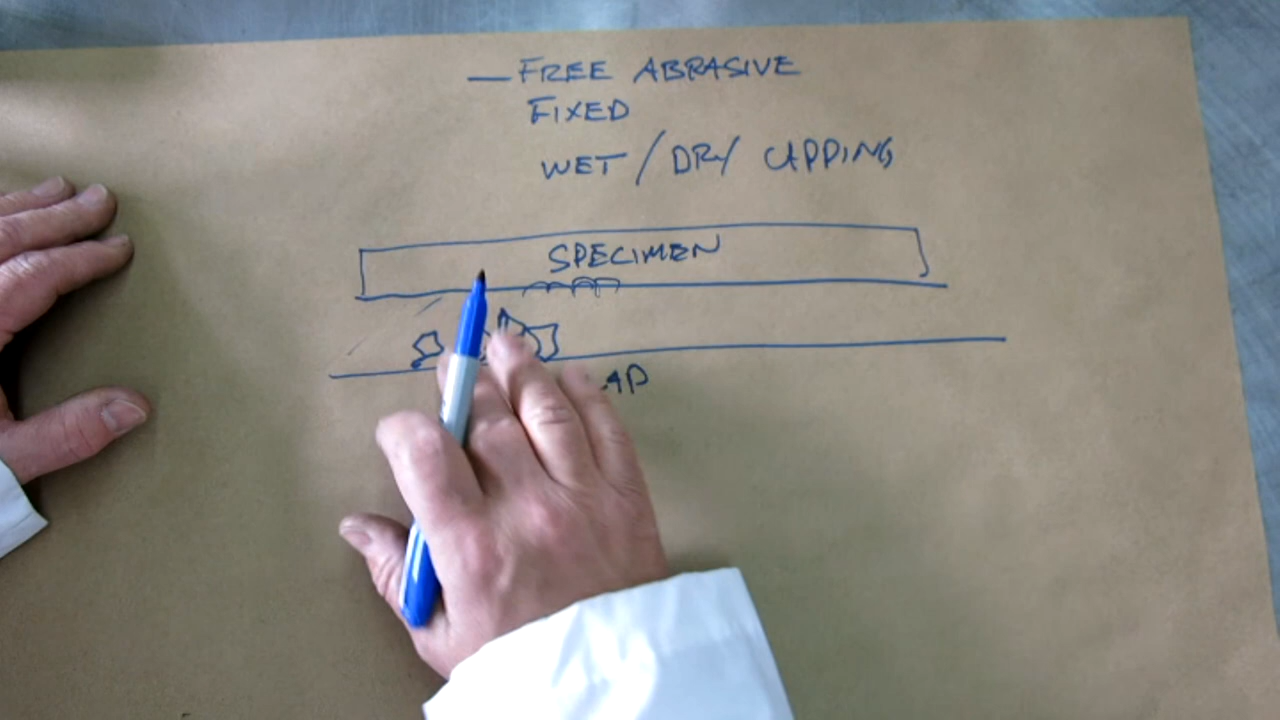 — FREE ABRASIVE
FIXED
WET / DRY LAPPING
SPECIMEN